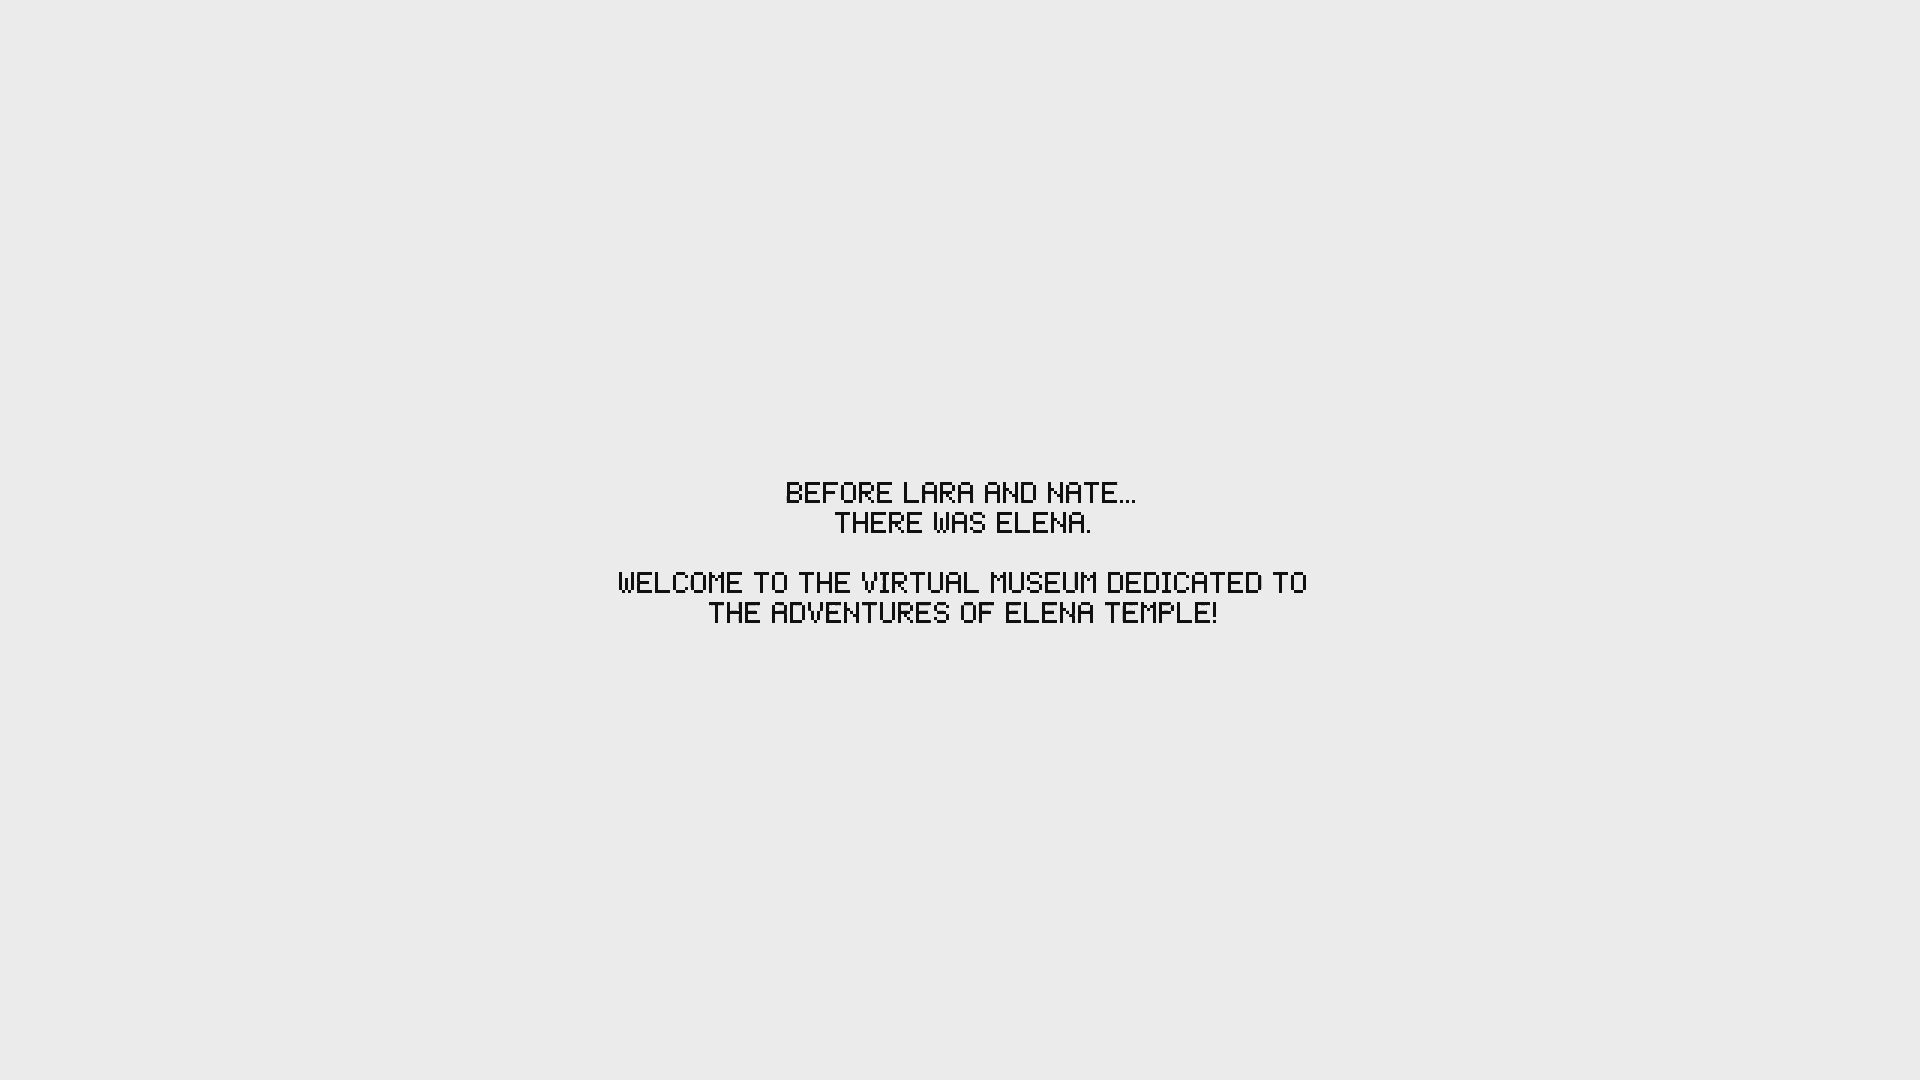 BEFORE LARA AND NATE...
THERE WAS ELENA.
WELCOME TO THE VIRTUAL MUSEUM DEDICATED TO
THE ADVENTURES OF ELENA TEMPLE!